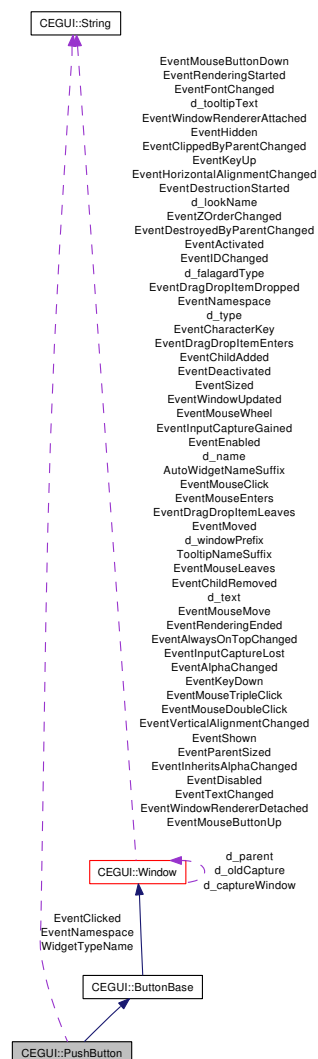 CEGUI::String
EventMouseButtonDown
EventRenderingStarted
EventFontChanged
d_tooltipText
EventWindowRendererAttached
EventHidden
EventClippedByParentChanged
EventKeyUp
EventHorizontalAlignmentChanged
EventDestructionStarted
d_lookName
EventZOrderChanged
EventDestroyedByParentChanged
EventActivated
EventIDChanged
d_falagardType
EventDragDropItemDropped
EventNamespace
d_type
EventCharacterKey
EventDragDropItemEnters
EventChildAdded
EventDeactivated
EventSized
EventWindowUpdated
EventMouseWheel
EventInputCaptureGained
EventEnabled
d_name
AutoWidgetNameSuffix
EventMouseClick
EventMouseEnters
EventDragDropItemLeaves
EventMoved
d_windowPrefix
TooltipNameSuffix
EventMouseLeaves
EventChildRemoved
d_text
EventMouseMove
EventRenderingEnded
EventAlwaysOnTopChanged
EventInputCaptureLost
EventAlphaChanged
EventKeyDown
EventMouseTripleClick
EventMouseDoubleClick
EventVerticalAlignmentChanged
EventShown
EventParentSized
EventInheritsAlphaChanged
EventDisabled
EventTextChanged
EventWindowRendererDetached
EventMouseButtonUp
CEGUI::Window
d_parent
d_oldCapture
d_captureWindow
EventClicked
EventNamespace
WidgetTypeName
CEGUI::ButtonBase
CEGUI::PushButton